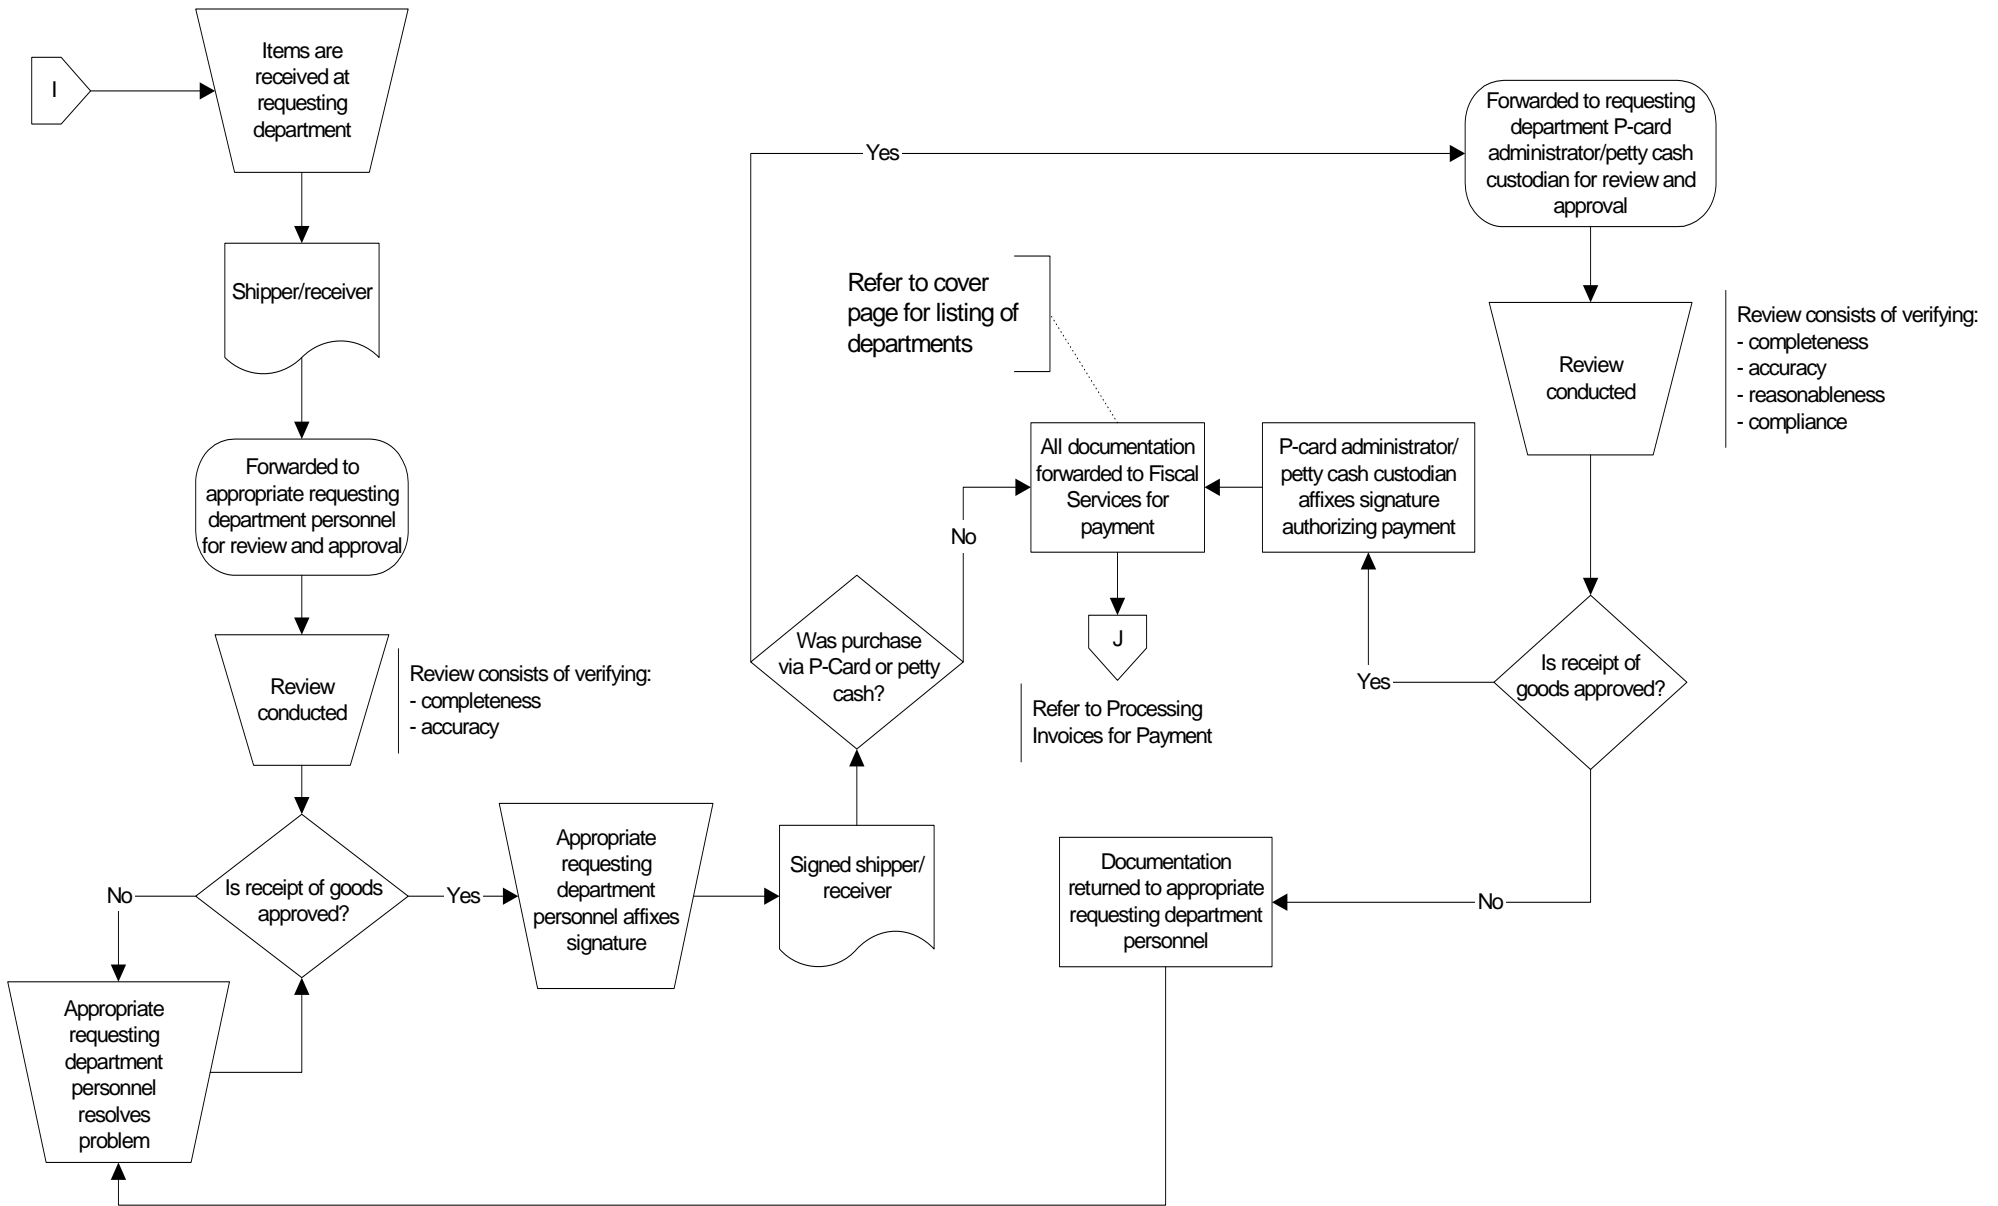 I
Items are
received at
requesting
department
Shipper/receiver
Forwarded to
appropriate requesting
department personnel
for review and approval
Review
conducted
Review consists of verifying:
- completeness
- accuracy
Is receipt of goods
approved?
No
Yes
Appropriate
requesting
department
personnel
resolves
problem
Appropriate
requesting
department
personnel affixes
signature
Signed shipper/
receiver
Was purchase
via P-Card or petty
cash?
Yes
No
Refer to cover
page for listing of
departments
All documentation
forwarded to Fiscal
Services for
payment
J
Refer to Processing
Invoices for Payment
Forwarded to requesting
department P-card
administrator/petty cash
custodian for review and
approval
Review
conducted
Review consists of verifying:
- completeness
- accuracy
- reasonableness
- compliance
Is receipt of
goods approved?
Yes
P-card administrator/
petty cash custodian
affixes signature
authorizing payment
No
Documentation
returned to appropriate
requesting department
personnel